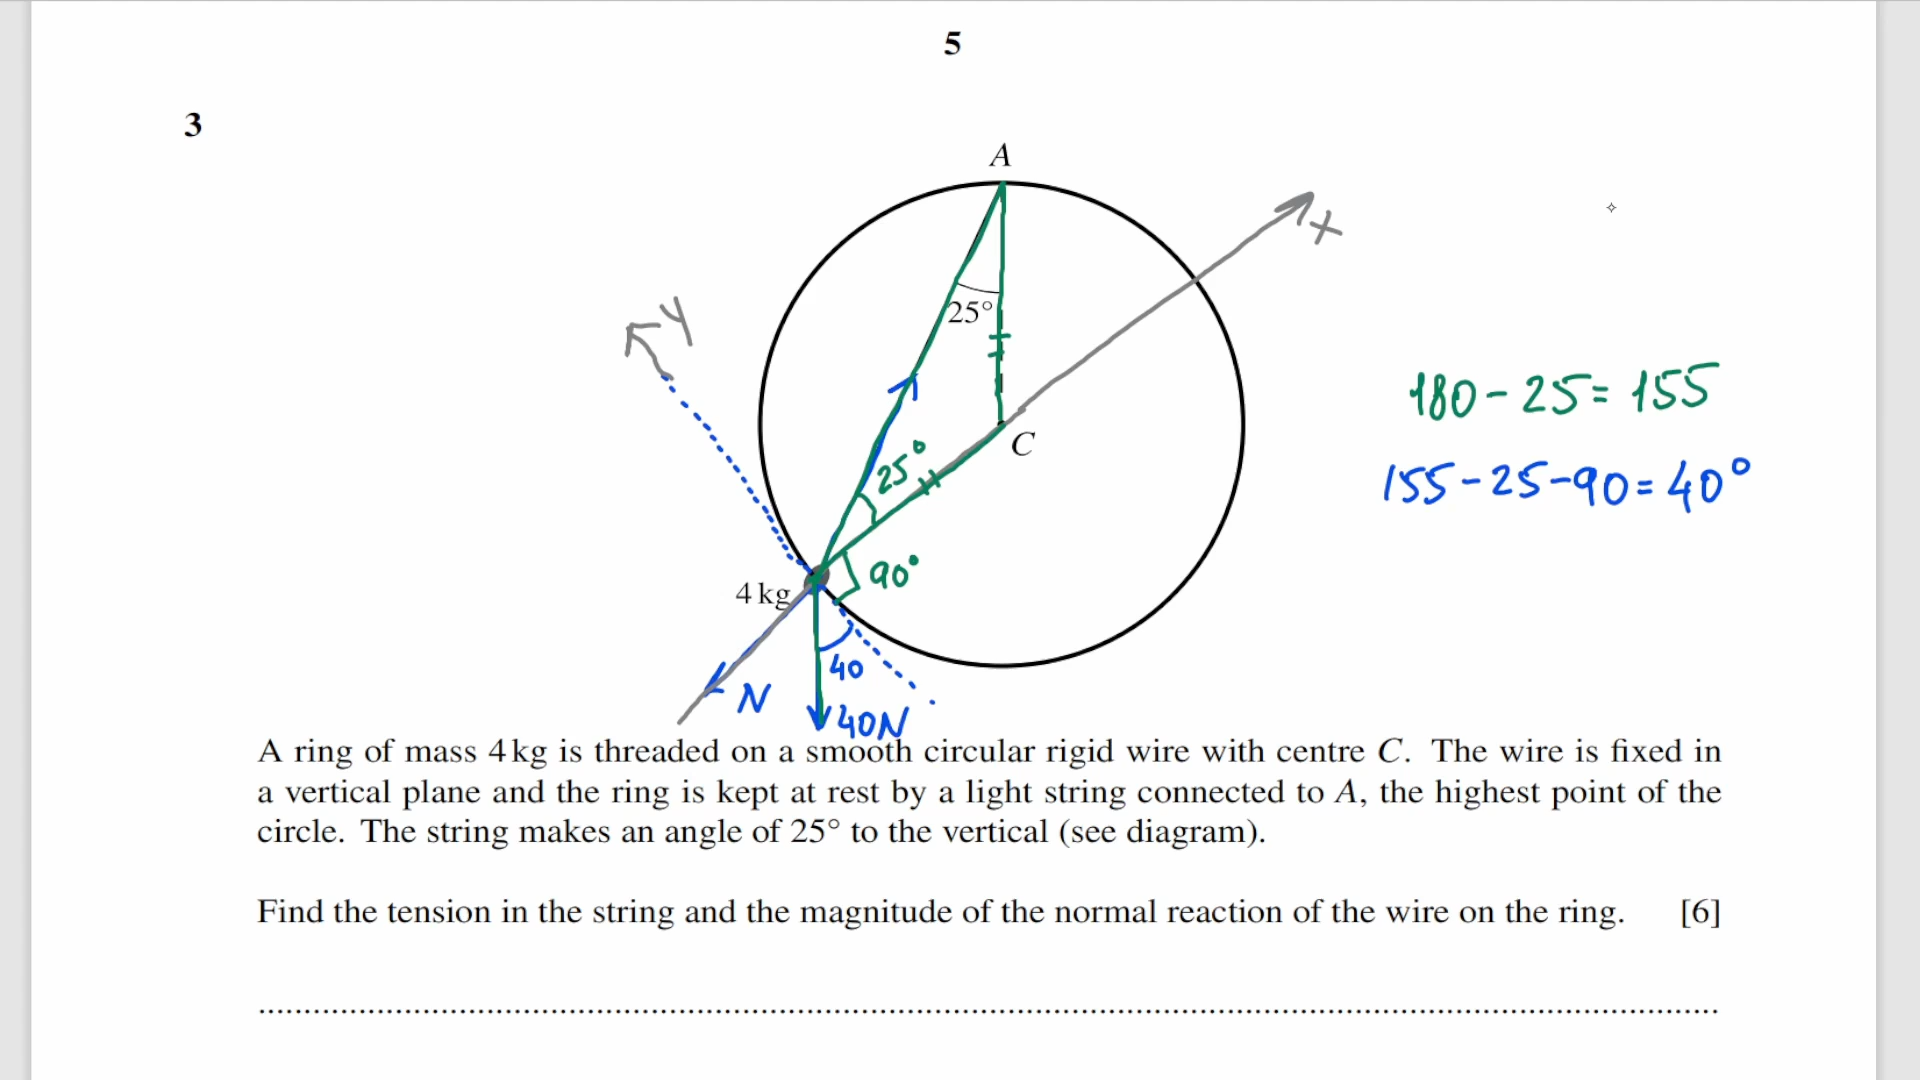 5
3
A
X
25°
Y
180-25=155
C
25°
155-25-90=40°
90°
4 kg
40
N
40N
A ring of mass 4 kg is threaded on a smooth circular rigid wire with centre C. The wire is fixed in
a vertical plane and the ring is kept at rest by a light string connected to A, the highest point of the
circle. The string makes an angle of 25° to the vertical (see diagram).
Find the tension in the string and the magnitude of the normal reaction of the wire on the ring. [6]